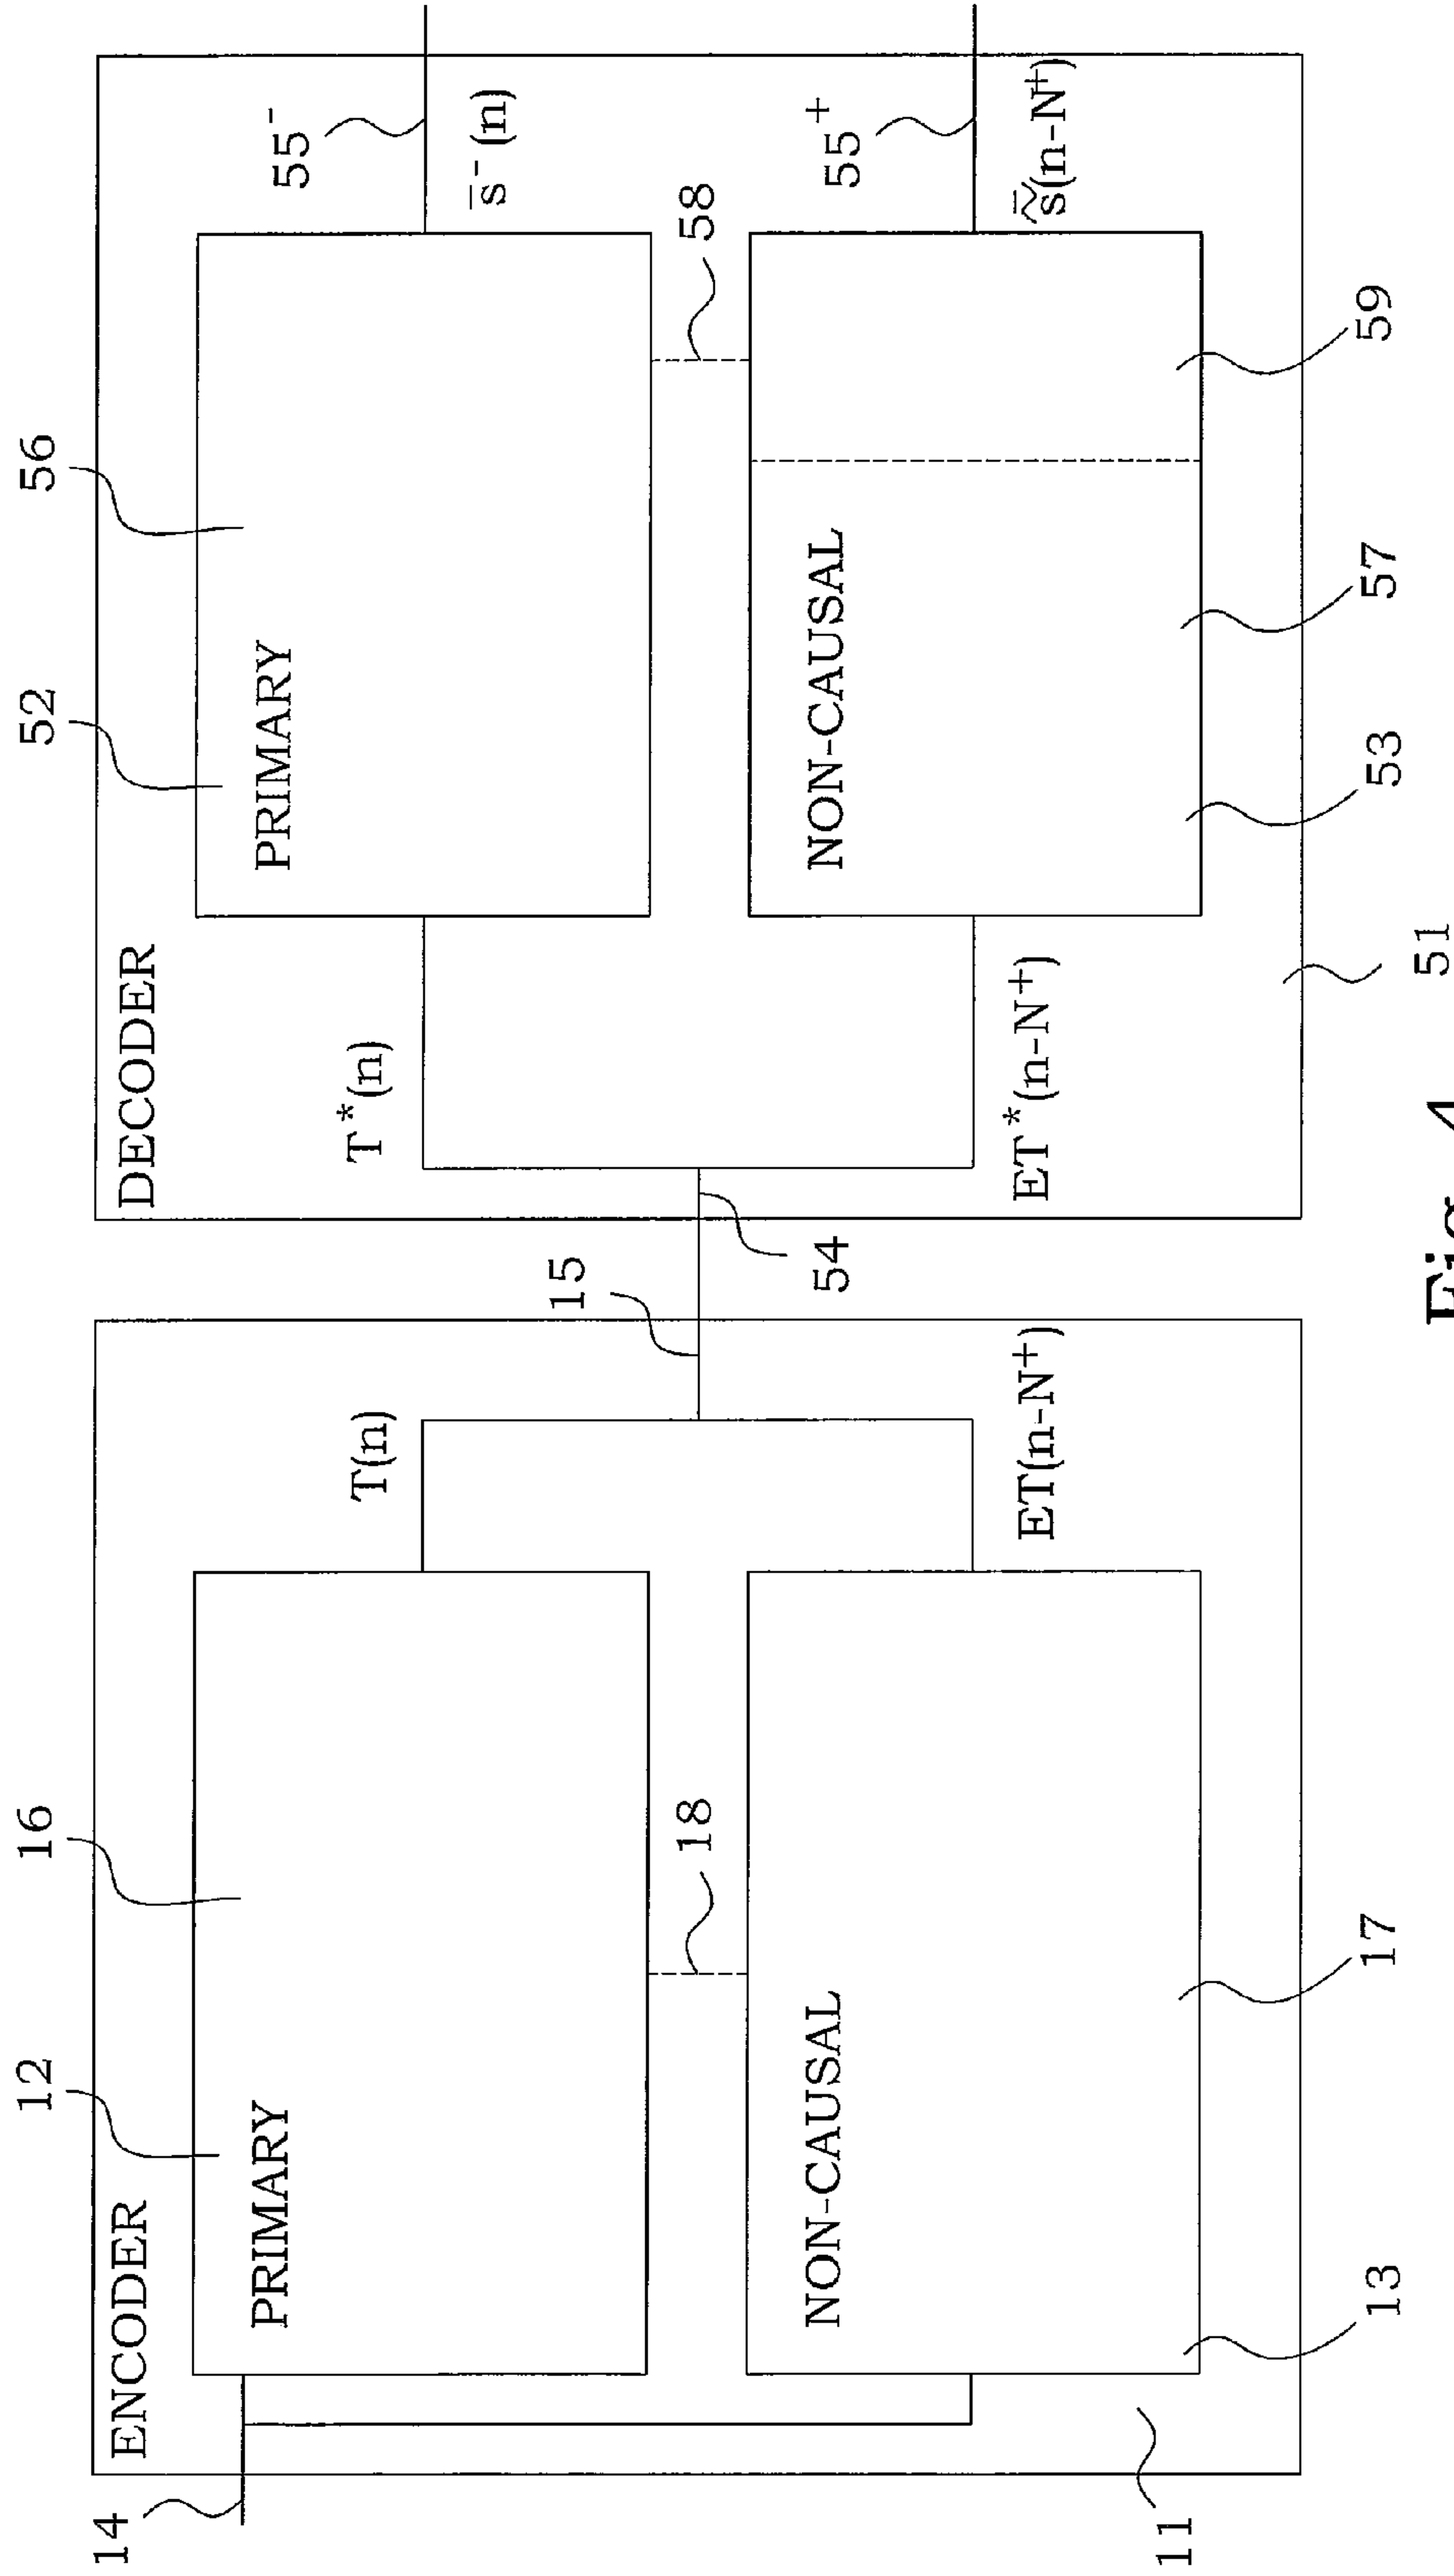 ENCODER
12
16
PRIMARY
14
18
T(n)
15
NON-CAUSAL
ET(n-N⁺)
13
17
11
DECODER
52
56
PRIMARY
T*(n)
55⁻
s̄⁻(n)
58
54
NON-CAUSAL
55⁺
s̃̄(n-N⁺)
ET*(n-N⁺)
53
57
59
51
Fig. 4